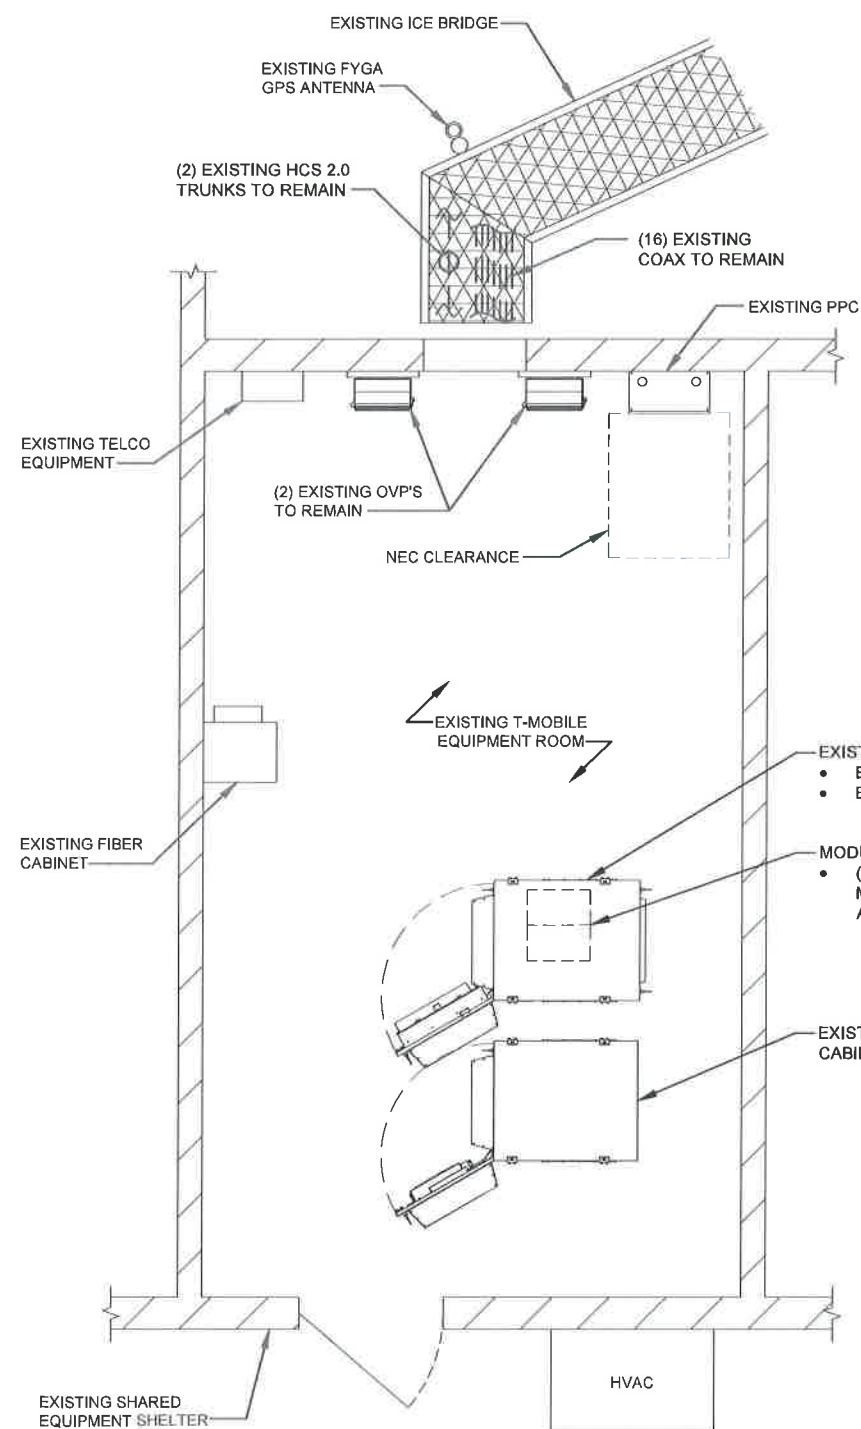 EXISTING ICE BRIDGE
EXISTING FYGA
GPS ANTENNA
(2) EXISTING HCS 2.0
TRUNKS TO REMAIN
(16) EXISTING
COAX TO REMAIN
EXISTING PPC
EXISTING TELCO
EQUIPMENT
(2) EXISTING OVP'S
TO REMAIN
NEC CLEARANCE
EXISTING T-MOBILE
EQUIPMENT ROOM
EXISTING FIBER
CABINET
HVAC
EXISTING SHARED
EQUIPMENT SHELTER